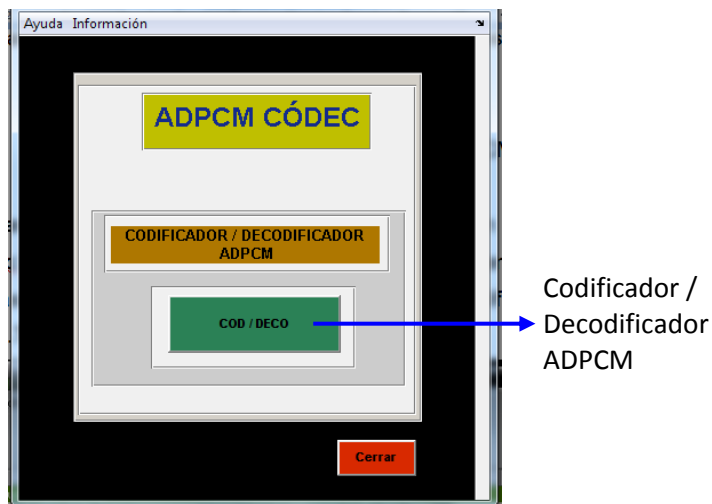 Ayuda Información
ADPCM CÓDEC
CODIFICADOR / DECODIFICADOR
ADPCM
COD / DECO
Codificador /
Decodificador
ADPCM
Cerrar